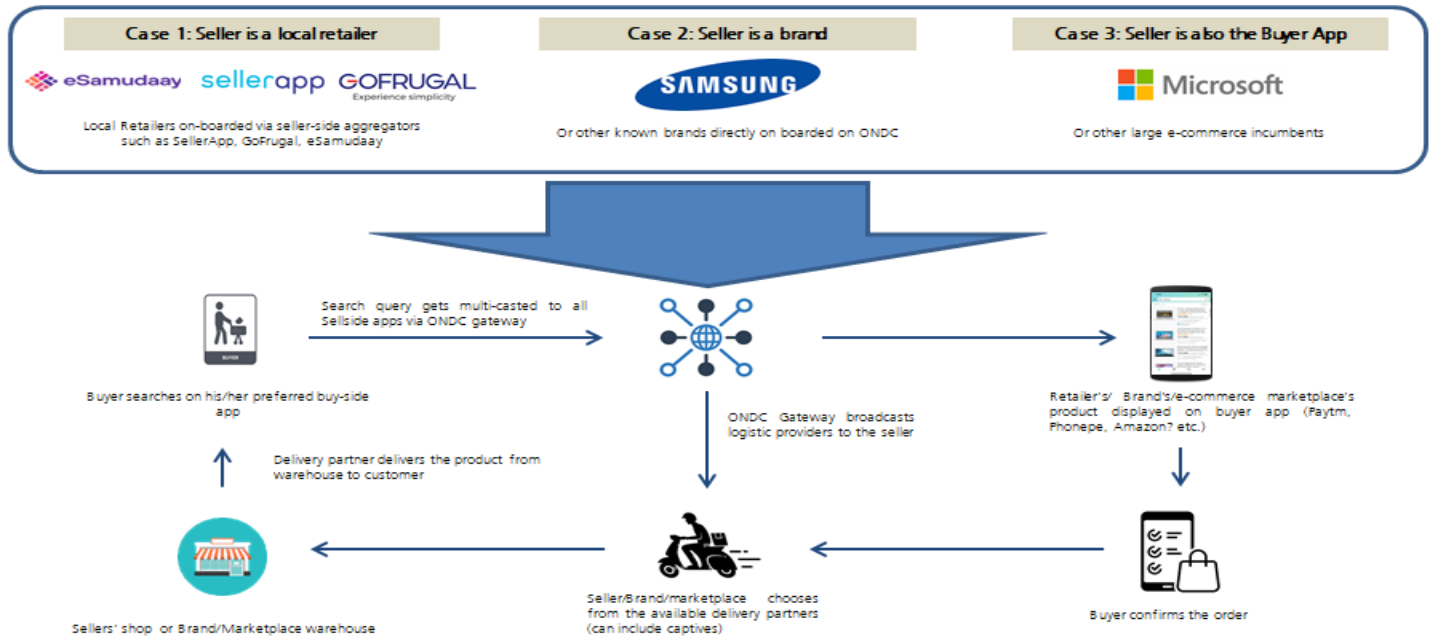 Case 1: Seller is a local retailer
Case 2: Seller is a brand
Case 3: Seller is also the Buyer App
eSamudaay
sellerapp
GOFRUGAL
Experience simplicity
SAMSUNG
Microsoft
Local Retailers on-boarded via seller-side aggregators
such as SellerApp, GoFrugal, eSamudaay
Or other known brands directly on boarded on ONDC
Or other large e-commerce incumbents
Search query gets multi-casted to all
Sellside apps via ONDC gateway
BUYER
Buyer searches on his/her preferred buy-side
app
Retailer's/ Brand's/e-commerce marketplace's
product displayed on buyer app (Paytm,
Phonepe, Amazon? etc.)
ONDC Gateway broadcasts
logistic providers to the seller
Delivery partner delivers the product from
warehouse to customer
Sellers' shop or Brand/Marketplace warehouse
Seller/Brand/marketplace chooses
from the available delivery partners
(can include captives)
Buyer confirms the order